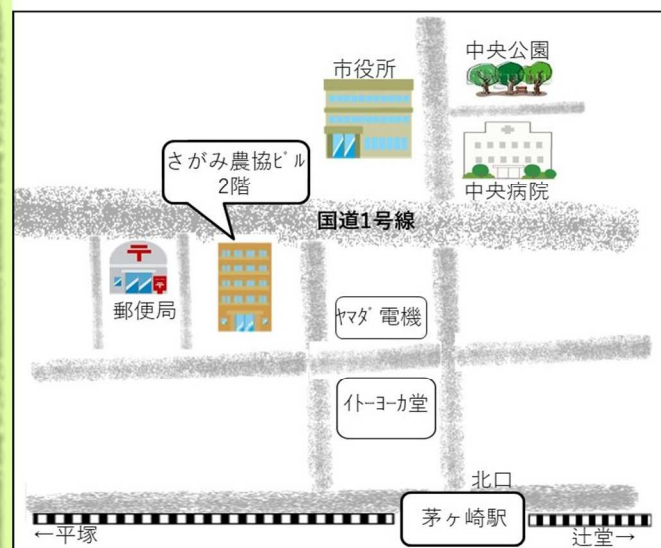 中央公園
市役所
さがみ農協ビル
2階
中央病院
国道1号線
〒
郵便局
ﾔﾏﾀﾞ電機
ｲﾄｰﾖｰｶ堂
北口
茅ヶ崎駅
←平塚
辻堂→